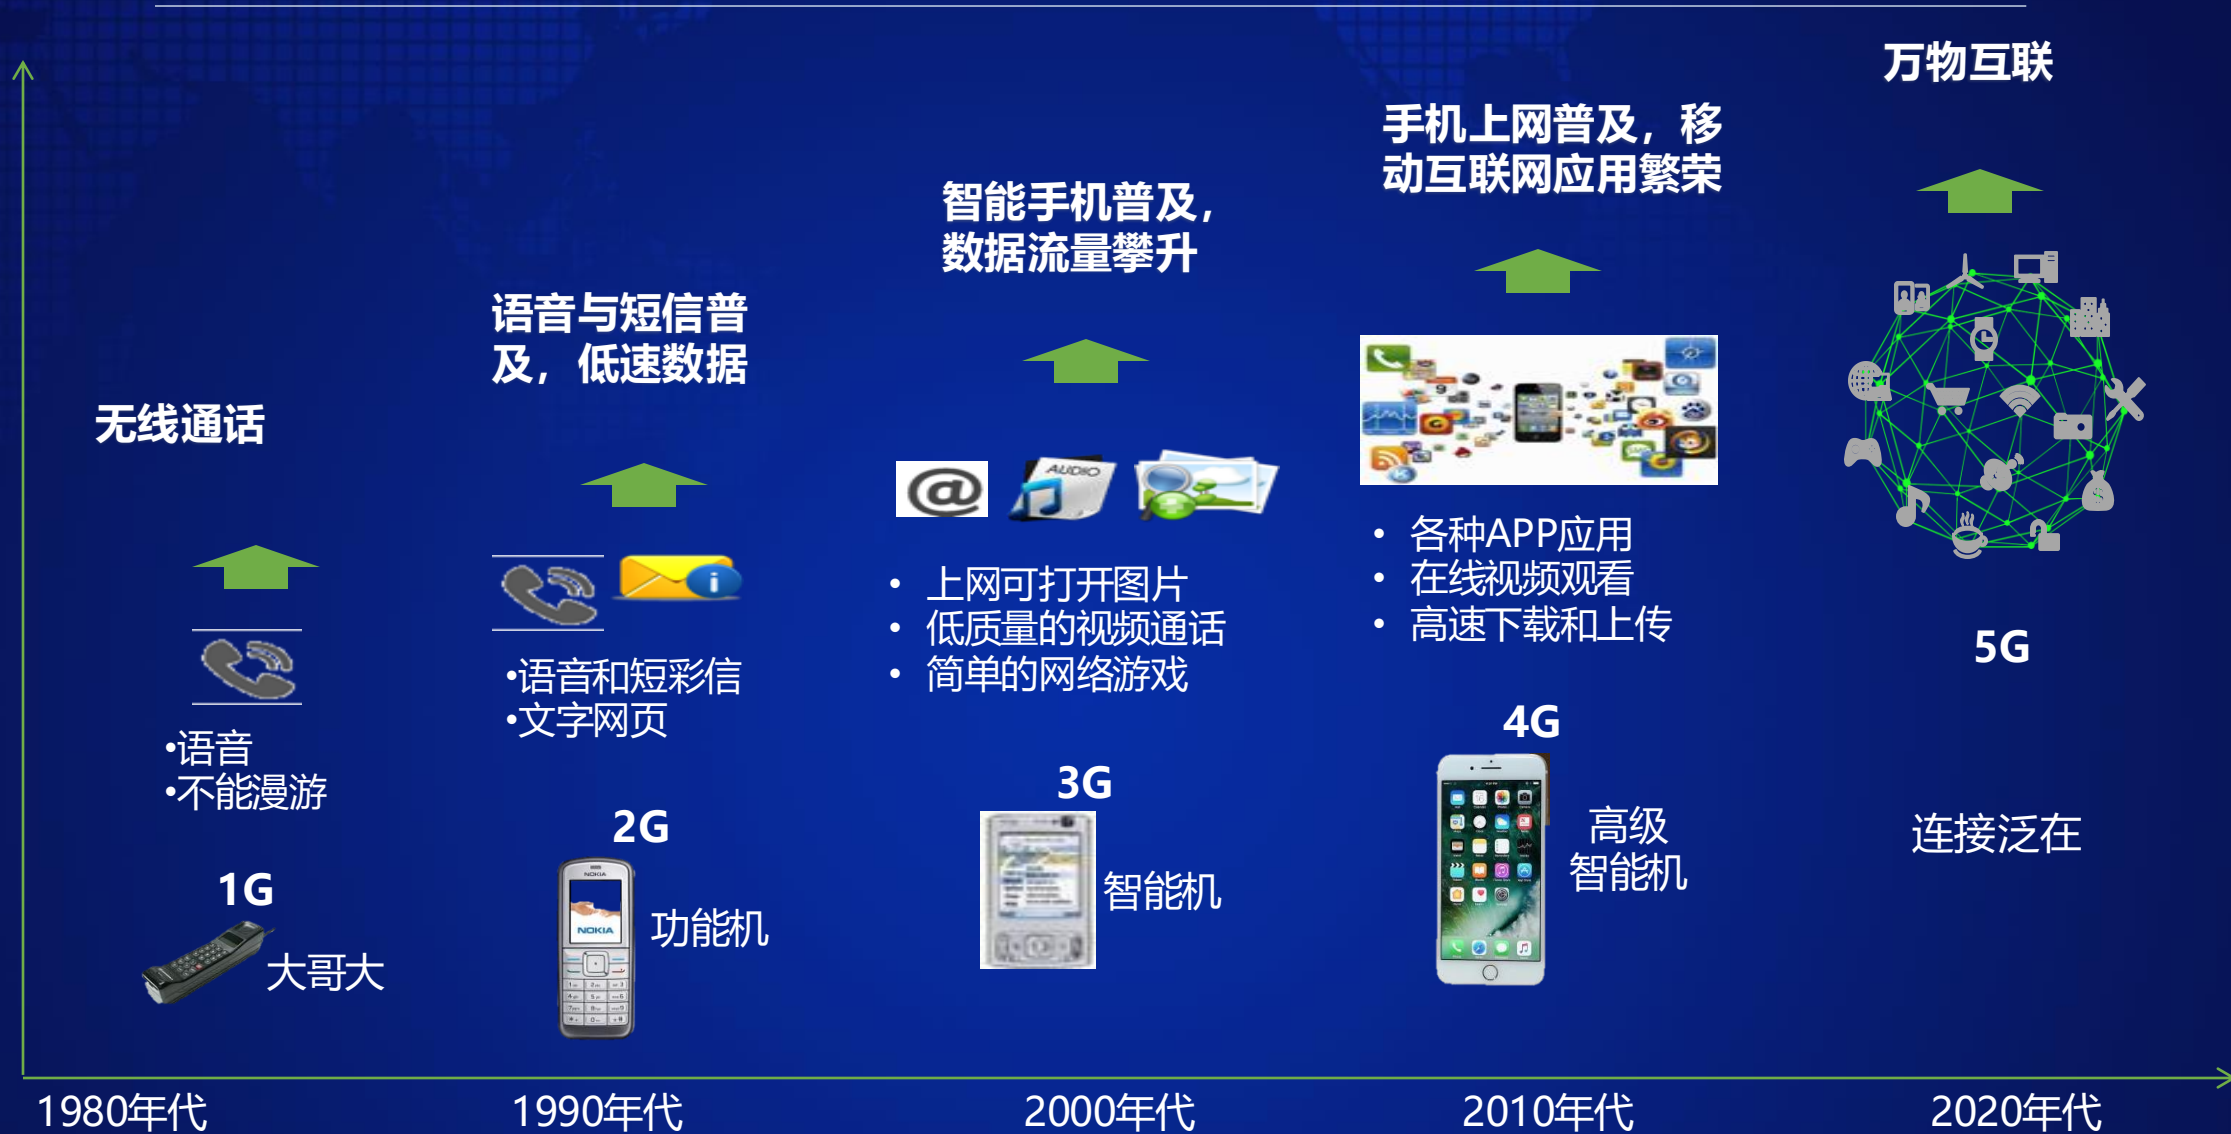 万物互联
手机上网普及，移
动互联网应用繁荣
智能手机普及，
数据流量攀升
语音与短信普
及，低速数据
无线通话
AUDIO
•语音
•不能漫游
1G
大哥大
•语音和短彩信
•文字网页
2G
NOKIA
NOKIA
功能机
• 上网可打开图片
• 低质量的视频通话
• 简单的网络游戏
3G
智能机
• 各种APP应用
• 在线视频观看
• 高速下载和上传
4G
高级
智能机
5G
连接泛在
1980年代
1990年代
2000年代
2010年代
2020年代